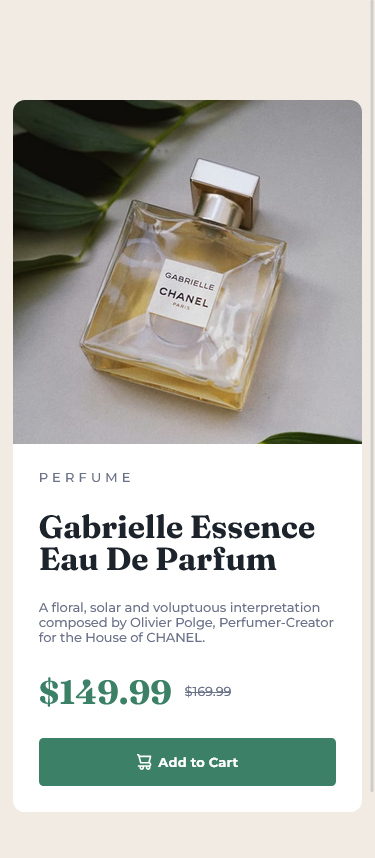 GABRIELLE
CHANEL
PARIS
PERFUME
Gabrielle Essence
Eau De Parfum
A floral, solar and voluptuous interpretation
composed by Olivier Polge, Perfumer-Creator
for the House of CHANEL.
$149.99 $169.99
Add to Cart